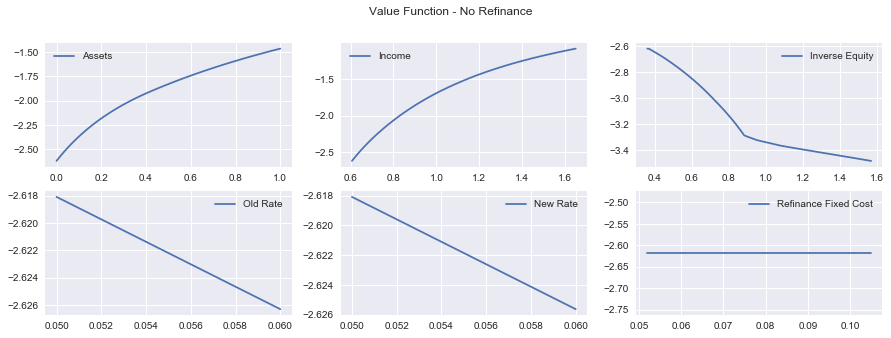 Value Function - No Refinance
Assets
−1.50
−1.75
−2.00
−2.25
−2.50
0.0 0.2 0.4 0.6 0.8 1.0
Income
−1.5
−2.0
−2.5
0.6 0.8 1.0 1.2 1.4 1.6
Inverse Equity
−2.6
−2.8
−3.0
−3.2
−3.4
0.4 0.6 0.8 1.0 1.2 1.4 1.6
Old Rate
−2.618
−2.620
−2.622
−2.624
−2.626
0.050 0.052 0.054 0.056 0.058 0.060
New Rate
−2.618
−2.620
−2.622
−2.624
−2.626
0.050 0.052 0.054 0.056 0.058 0.060
Refinance Fixed Cost
−2.50
−2.55
−2.60
−2.65
−2.70
−2.75
0.05 0.06 0.07 0.08 0.09 0.10